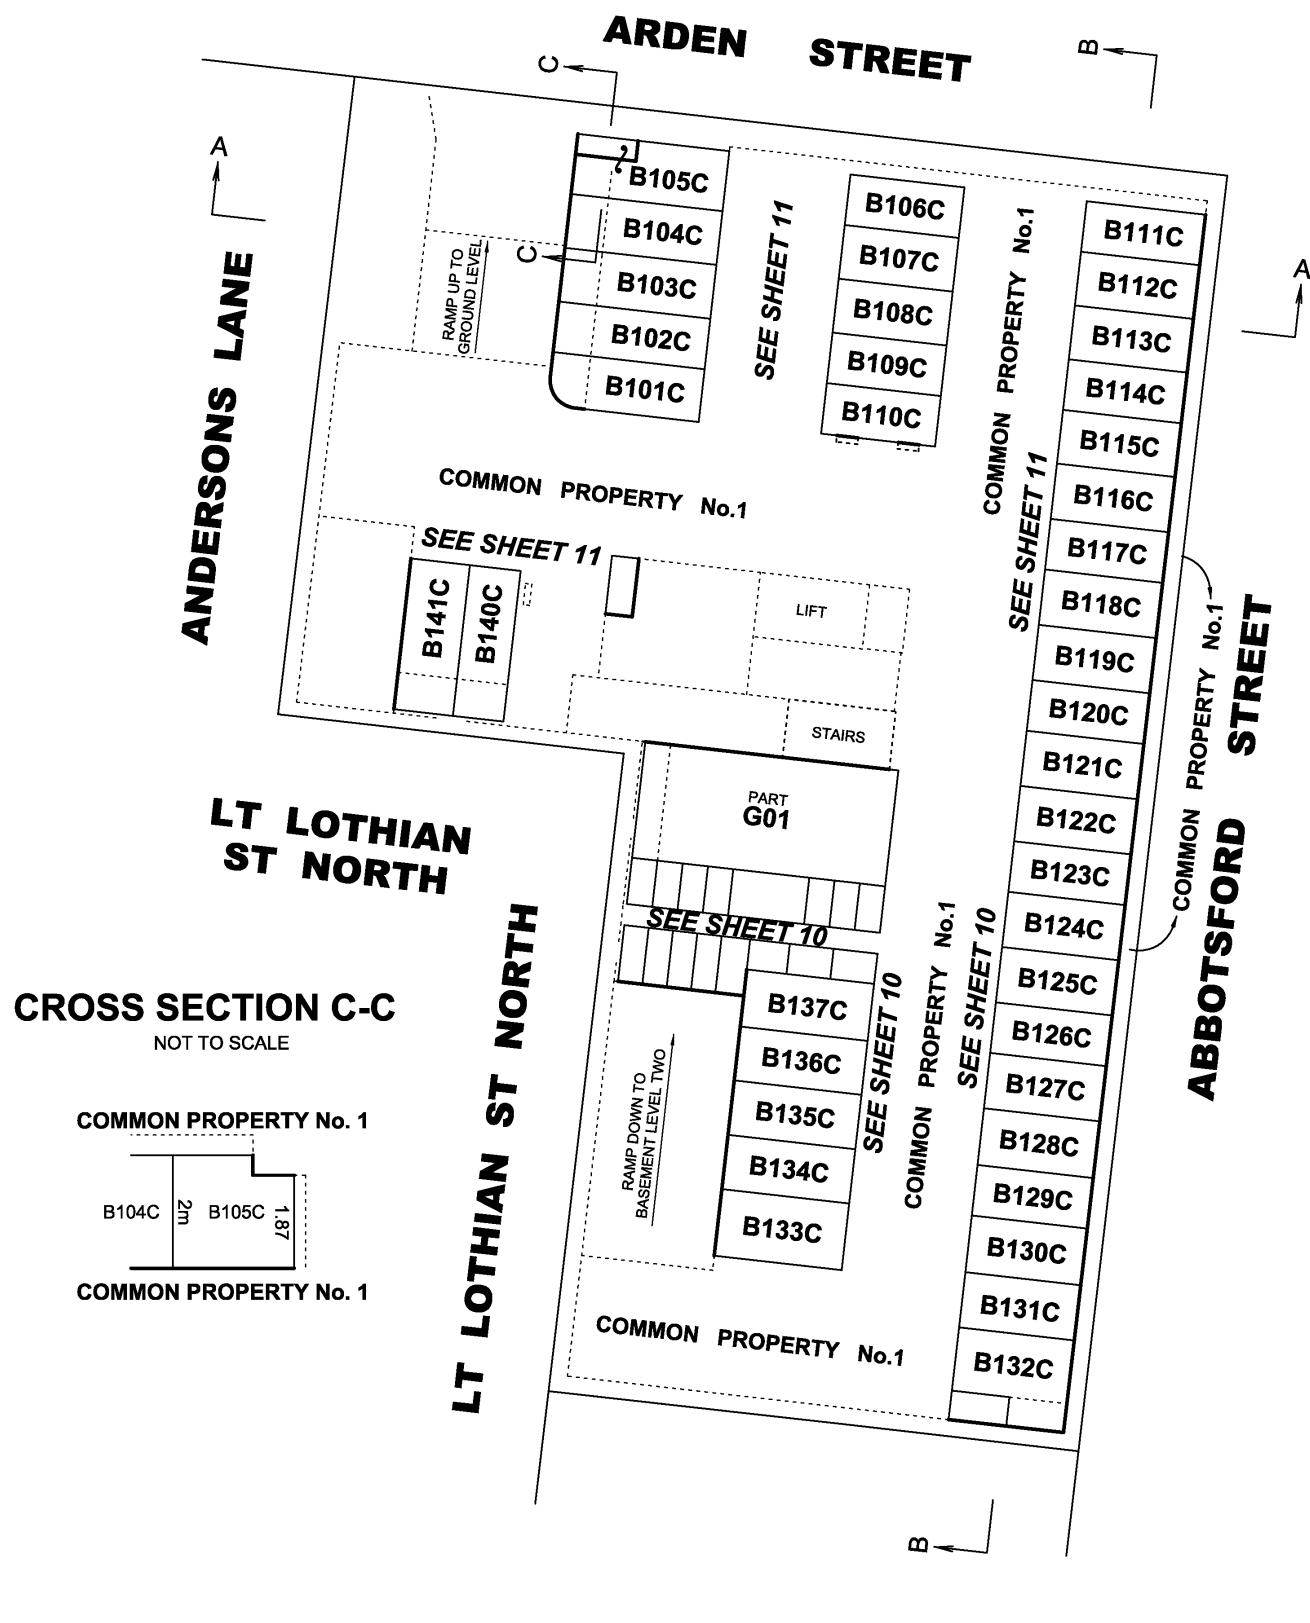 ARDEN STREET
B
C
A
B105C
B104C
B103C
B102C
B101C
C
RAMP UP TO
GROUND LEVEL
SEE SHEET 11
B106C
B107C
B108C
B109C
B110C
COMMON PROPERTY No.1
SEE SHEET 11
B111C
B112C
B113C
B114C
B115C
B116C
B117C
B118C
B119C
B120C
B121C
B122C
B123C
B124C
B125C
B126C
B127C
B128C
B129C
B130C
B131C
B132C
A
ANDERSONS LANE
COMMON PROPERTY No.1
SEE SHEET 11
B141C
B140C
LIFT
STAIRS
COMMON PROPERTY No.1
ABBOTSFORD STREET
PART
G01
LT LOTHIAN
ST NORTH
SEE SHEET 10
LT LOTHIAN ST NORTH
B137C
B136C
B135C
B134C
B133C
SEE SHEET 10
COMMON PROPERTY No.1
SEE SHEET 10
RAMP DOWN TO
BASEMENT LEVEL TWO
COMMON PROPERTY No.1
CROSS SECTION C-C
NOT TO SCALE
COMMON PROPERTY No. 1
B104C
2m
B105C
1.87
COMMON PROPERTY No. 1
B